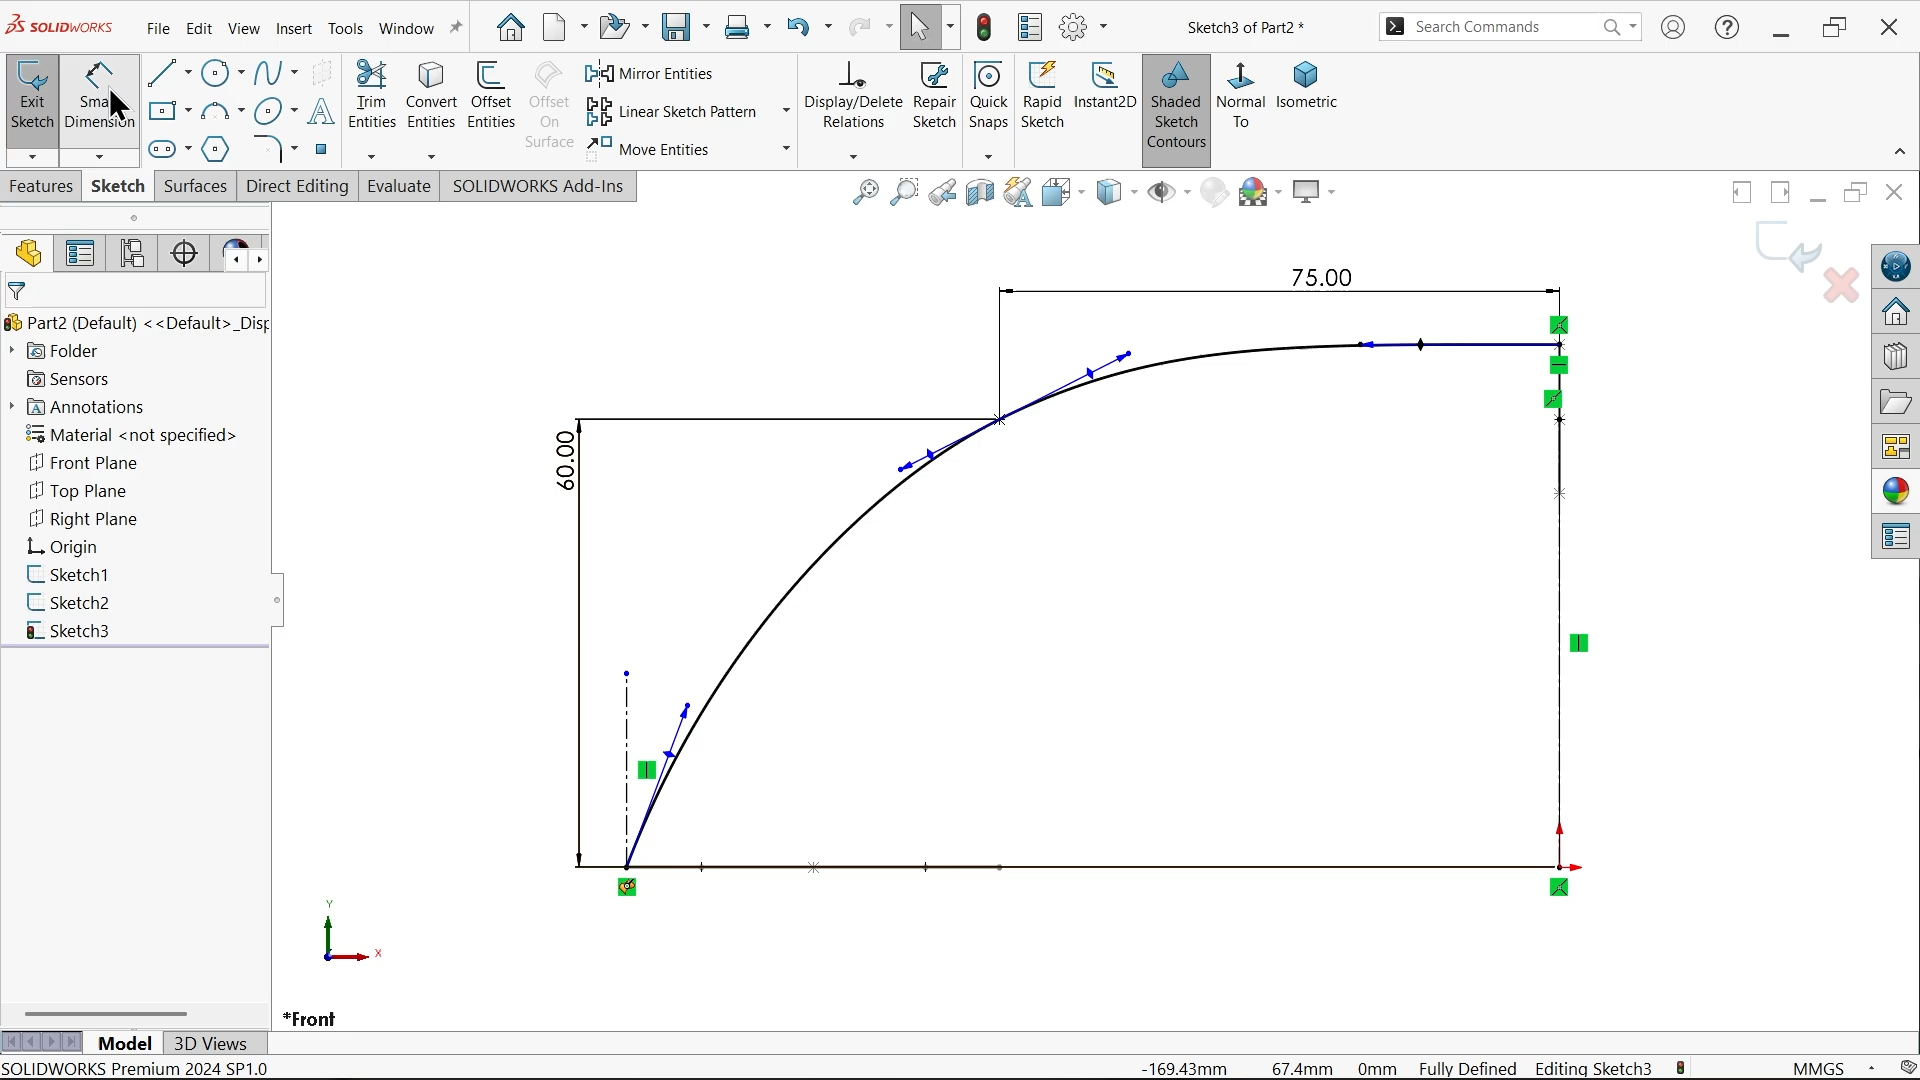 SOLIDWORKS File Edit View Insert Tools Window Sketch3 of Part2 * Search Commands
Exit Sketch
Dimension
Trim Entities
Convert Entities
Offset Entities
Offset On Surface
Mirror Entities
Linear Sketch Pattern
Move Entities
Display/Delete Relations
Repair Sketch
Quick Snaps
Rapid Sketch
Instant2D
Shaded Sketch Contours
Normal To
Isometric
Features Sketch Surfaces Direct Editing Evaluate SOLIDWORKS Add-Ins
Part2 (Default) <<Default>_Disp
Folder
Sensors
Annotations
Material <not specified>
Front Plane
Top Plane
Right Plane
Origin
Sketch1
Sketch2
Sketch3
75.00
60.00
Y
X
*Front
Model 3D Views
SOLIDWORKS Premium 2024 SP1.0 -169.43mm 67.4mm 0mm Fully Defined Editing Sketch3 MMGS